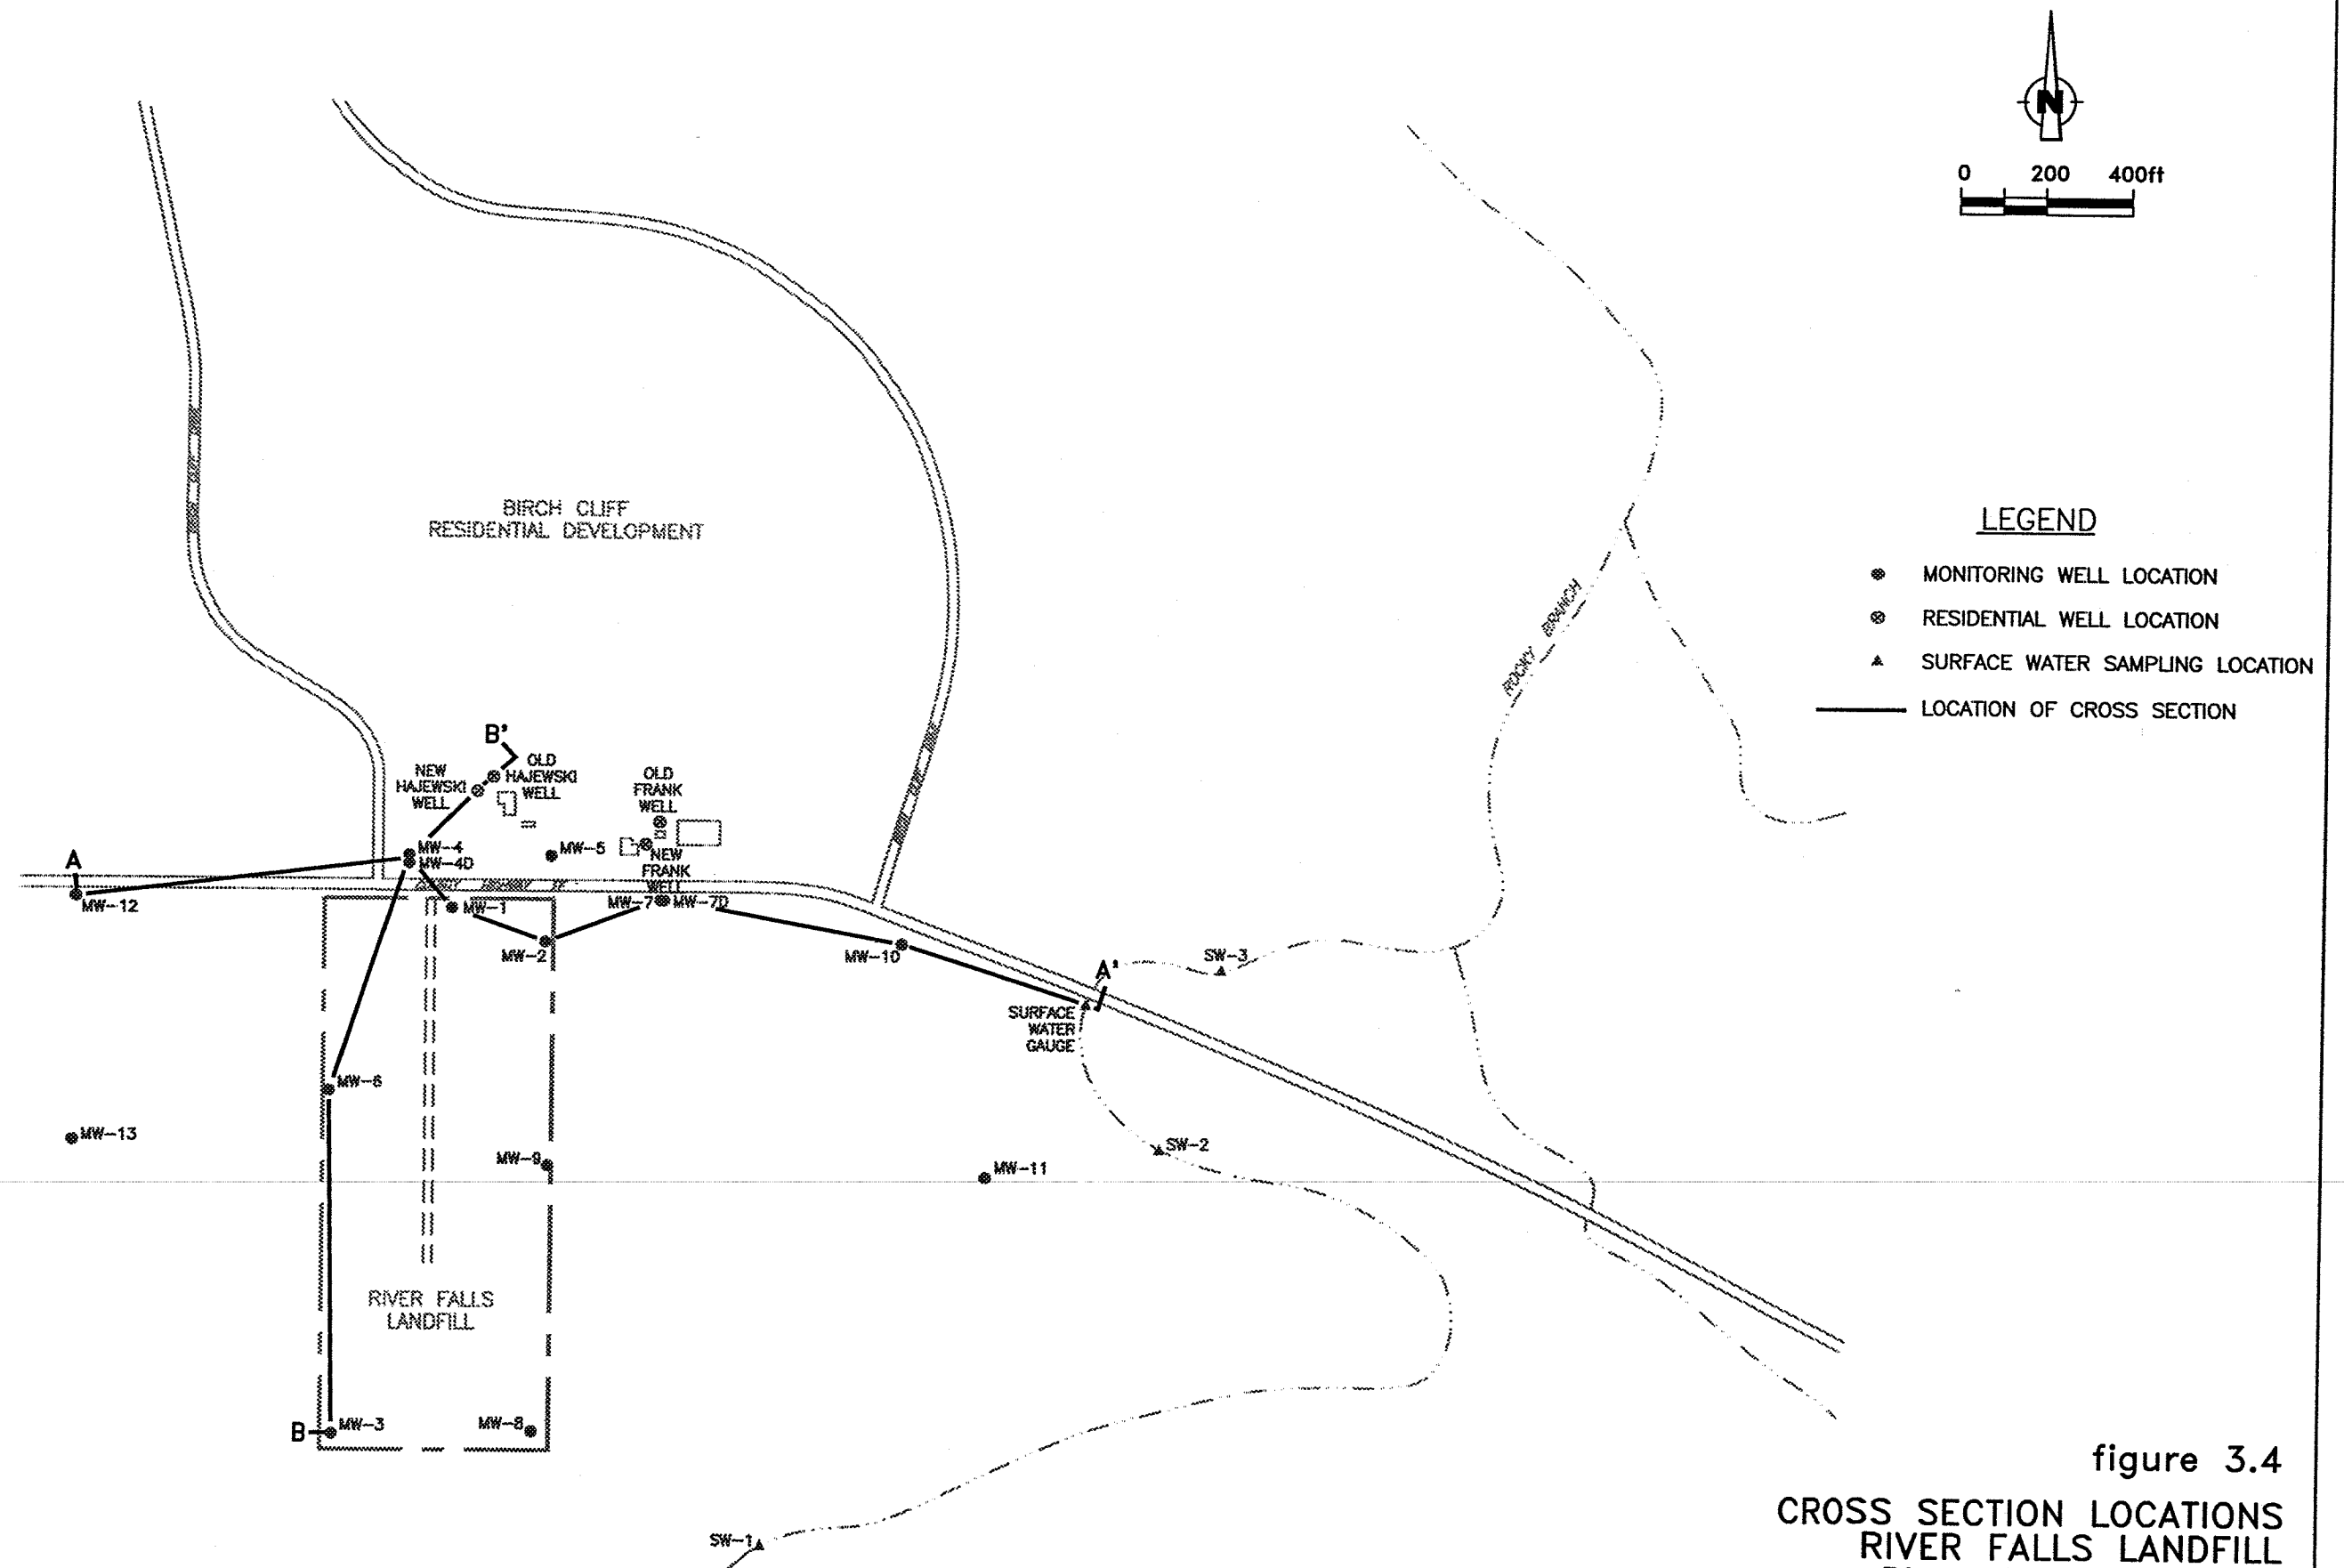 N
0 200 400ft
BIRCH CLIFF
RESIDENTIAL DEVELOPMENT
LEGEND
MONITORING WELL LOCATION
RESIDENTIAL WELL LOCATION
SURFACE WATER SAMPLING LOCATION
LOCATION OF CROSS SECTION
ROCKY BRANCH
B'
OLD
HAJEWSKI
WELL
NEW
HAJEWSKI
WELL
OLD
FRANK
WELL
MW-4
MW-4D
MW-5
NEW
FRANK
WELL
A
MW-12
MW-1
MW-7
MW-7D
MW-2
MW-10
A'
SW-3
SURFACE
WATER
GAUGE
MW-6
MW-13
MW-9
SW-2
MW-11
RIVER FALLS
LANDFILL
B
MW-3
MW-8
SW-1
figure 3.4
CROSS SECTION LOCATIONS
RIVER FALLS LANDFILL